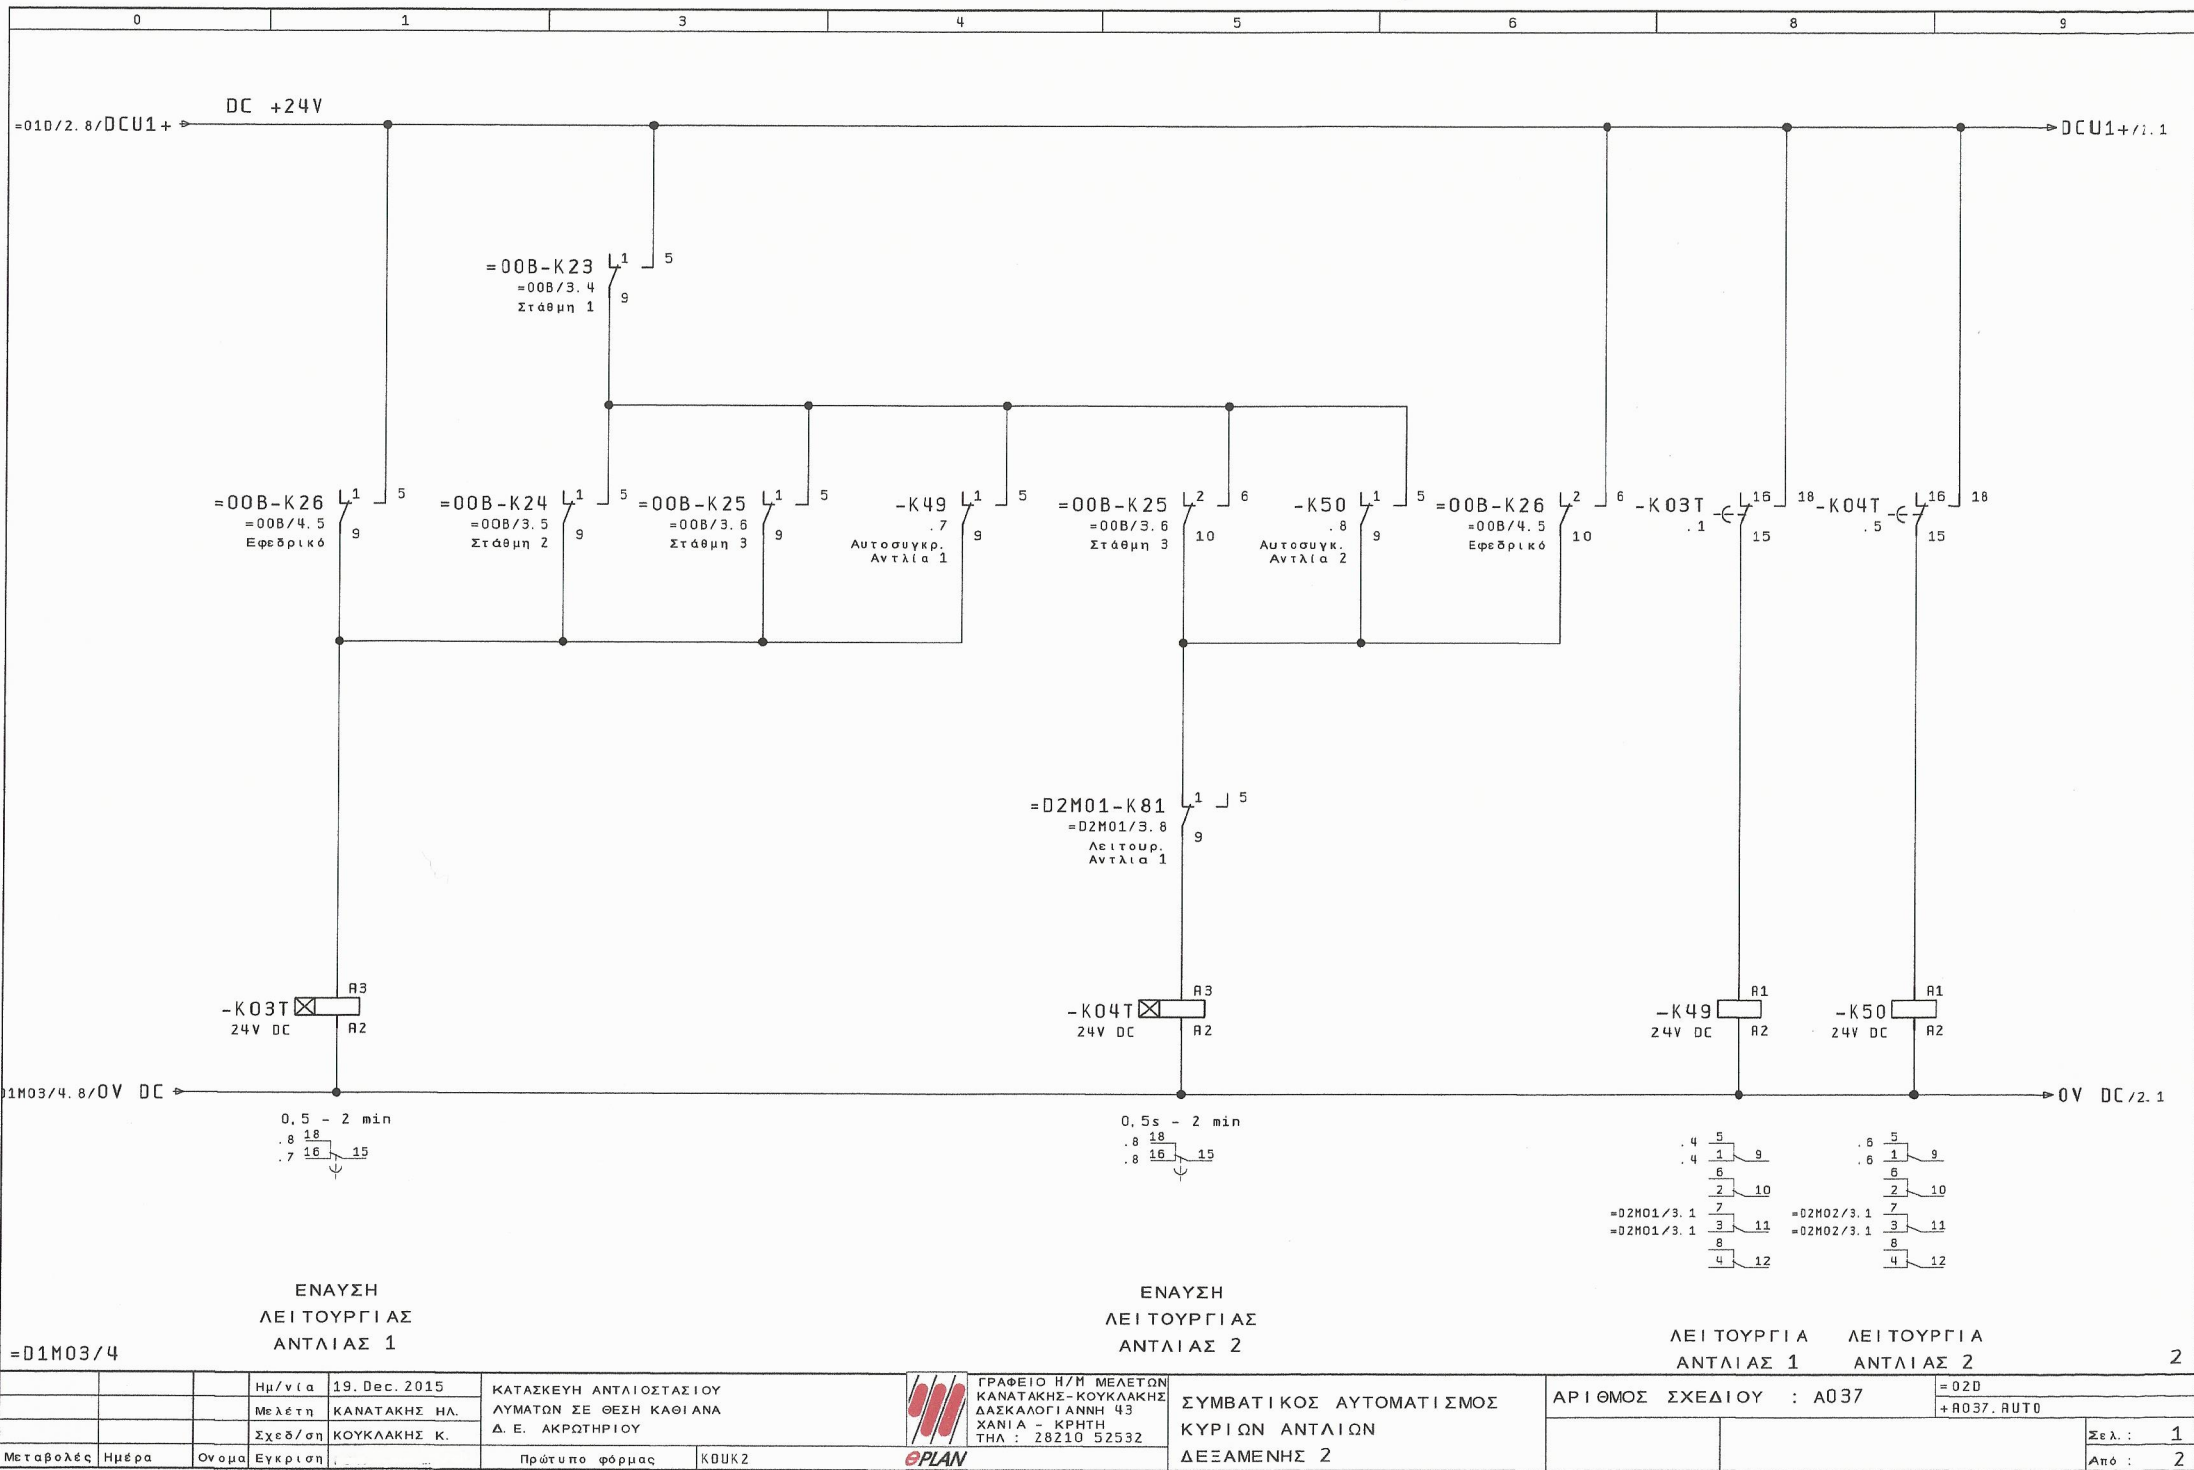 0 1 3 4 5 6 8 9
DC +24V
=01D/2.8/DCU1+
DCU1+/2.1
=00B-K23 1 5
=00B/3.4 9
Στάθμη 1
=00B-K26 1 5
=00B/4.5
Εφεδρικό 9
=00B-K24 1 5
=00B/3.5
Στάθμη 2 9
=00B-K25 1 5
=00B/3.6
Στάθμη 3 9
-K49 1 5
.7
Αυτοσυγκρ. 9
Αντλία 1
=00B-K25 2 6
=00B/3.6
Στάθμη 3 10
-K50 1 5
.8
Αυτοσυγκ. 9
Αντλία 2
=00B-K26 2 6
=00B/4.5
Εφεδρικό 10
-K03T 16 18
.1 15
-K04T 16 18
.5 15
=D2M01-K81 1 5
=D2M01/3.8 9
Λειτουρ.
Αντλια 1
-K03T A3
24V DC A2
-K04T A3
24V DC A2
-K49 A1
24V DC A2
-K50 A1
24V DC A2
D1M03/4.8/0V DC
0V DC/2.1
0,5 - 2 min
.8 18
.7 16 15
0,5s - 2 min
.8 18
.8 16 15
.4 5
.4 1 9
6
2 10
=D2M01/3.1 7
=D2M01/3.1 3 11
8
4 12
.6 5
.6 1 9
6
2 10
=D2M02/3.1 7
=D2M02/3.1 3 11
8
4 12
ΕΝΑΥΣΗ
ΛΕΙΤΟΥΡΓΙΑΣ
ΑΝΤΛΙΑΣ 1
ΕΝΑΥΣΗ
ΛΕΙΤΟΥΡΓΙΑΣ
ΑΝΤΛΙΑΣ 2
ΛΕΙΤΟΥΡΓΙΑ
ΑΝΤΛΙΑΣ 1
ΛΕΙΤΟΥΡΓΙΑ
ΑΝΤΛΙΑΣ 2
=D1M03/4
2
Ημ/νία 19.Dec.2015
Μελέτη ΚΑΝΑΤΑΚΗΣ ΗΛ.
Σχεδ/ση ΚΟΥΚΛΑΚΗΣ Κ.
Μεταβολές Ημέρα Ονομα Εγκριση
ΚΑΤΑΣΚΕΥΗ ΑΝΤΛΙΟΣΤΑΣΙΟΥ
ΛΥΜΑΤΩΝ ΣΕ ΘΕΣΗ ΚΑΘΙΑΝΑ
Δ.Ε. ΑΚΡΩΤΗΡΙΟΥ
Πρώτυπο φόρμας KOUK2
ePLAN
ΓΡΑΦΕΙΟ Η/Μ ΜΕΛΕΤΩΝ
ΚΑΝΑΤΑΚΗΣ-ΚΟΥΚΛΑΚΗΣ
ΔΑΣΚΑΛΟΓΙΑΝΝΗ 43
ΧΑΝΙΑ - ΚΡΗΤΗ
ΤΗΛ : 28210 52532
ΣΥΜΒΑΤΙΚΟΣ ΑΥΤΟΜΑΤΙΣΜΟΣ
ΚΥΡΙΩΝ ΑΝΤΛΙΩΝ
ΔΕΞΑΜΕΝΗΣ 2
ΑΡΙΘΜΟΣ ΣΧΕΔΙΟΥ : Α037
=02D
+A037.AUTO
Σελ.: 1
Από : 2